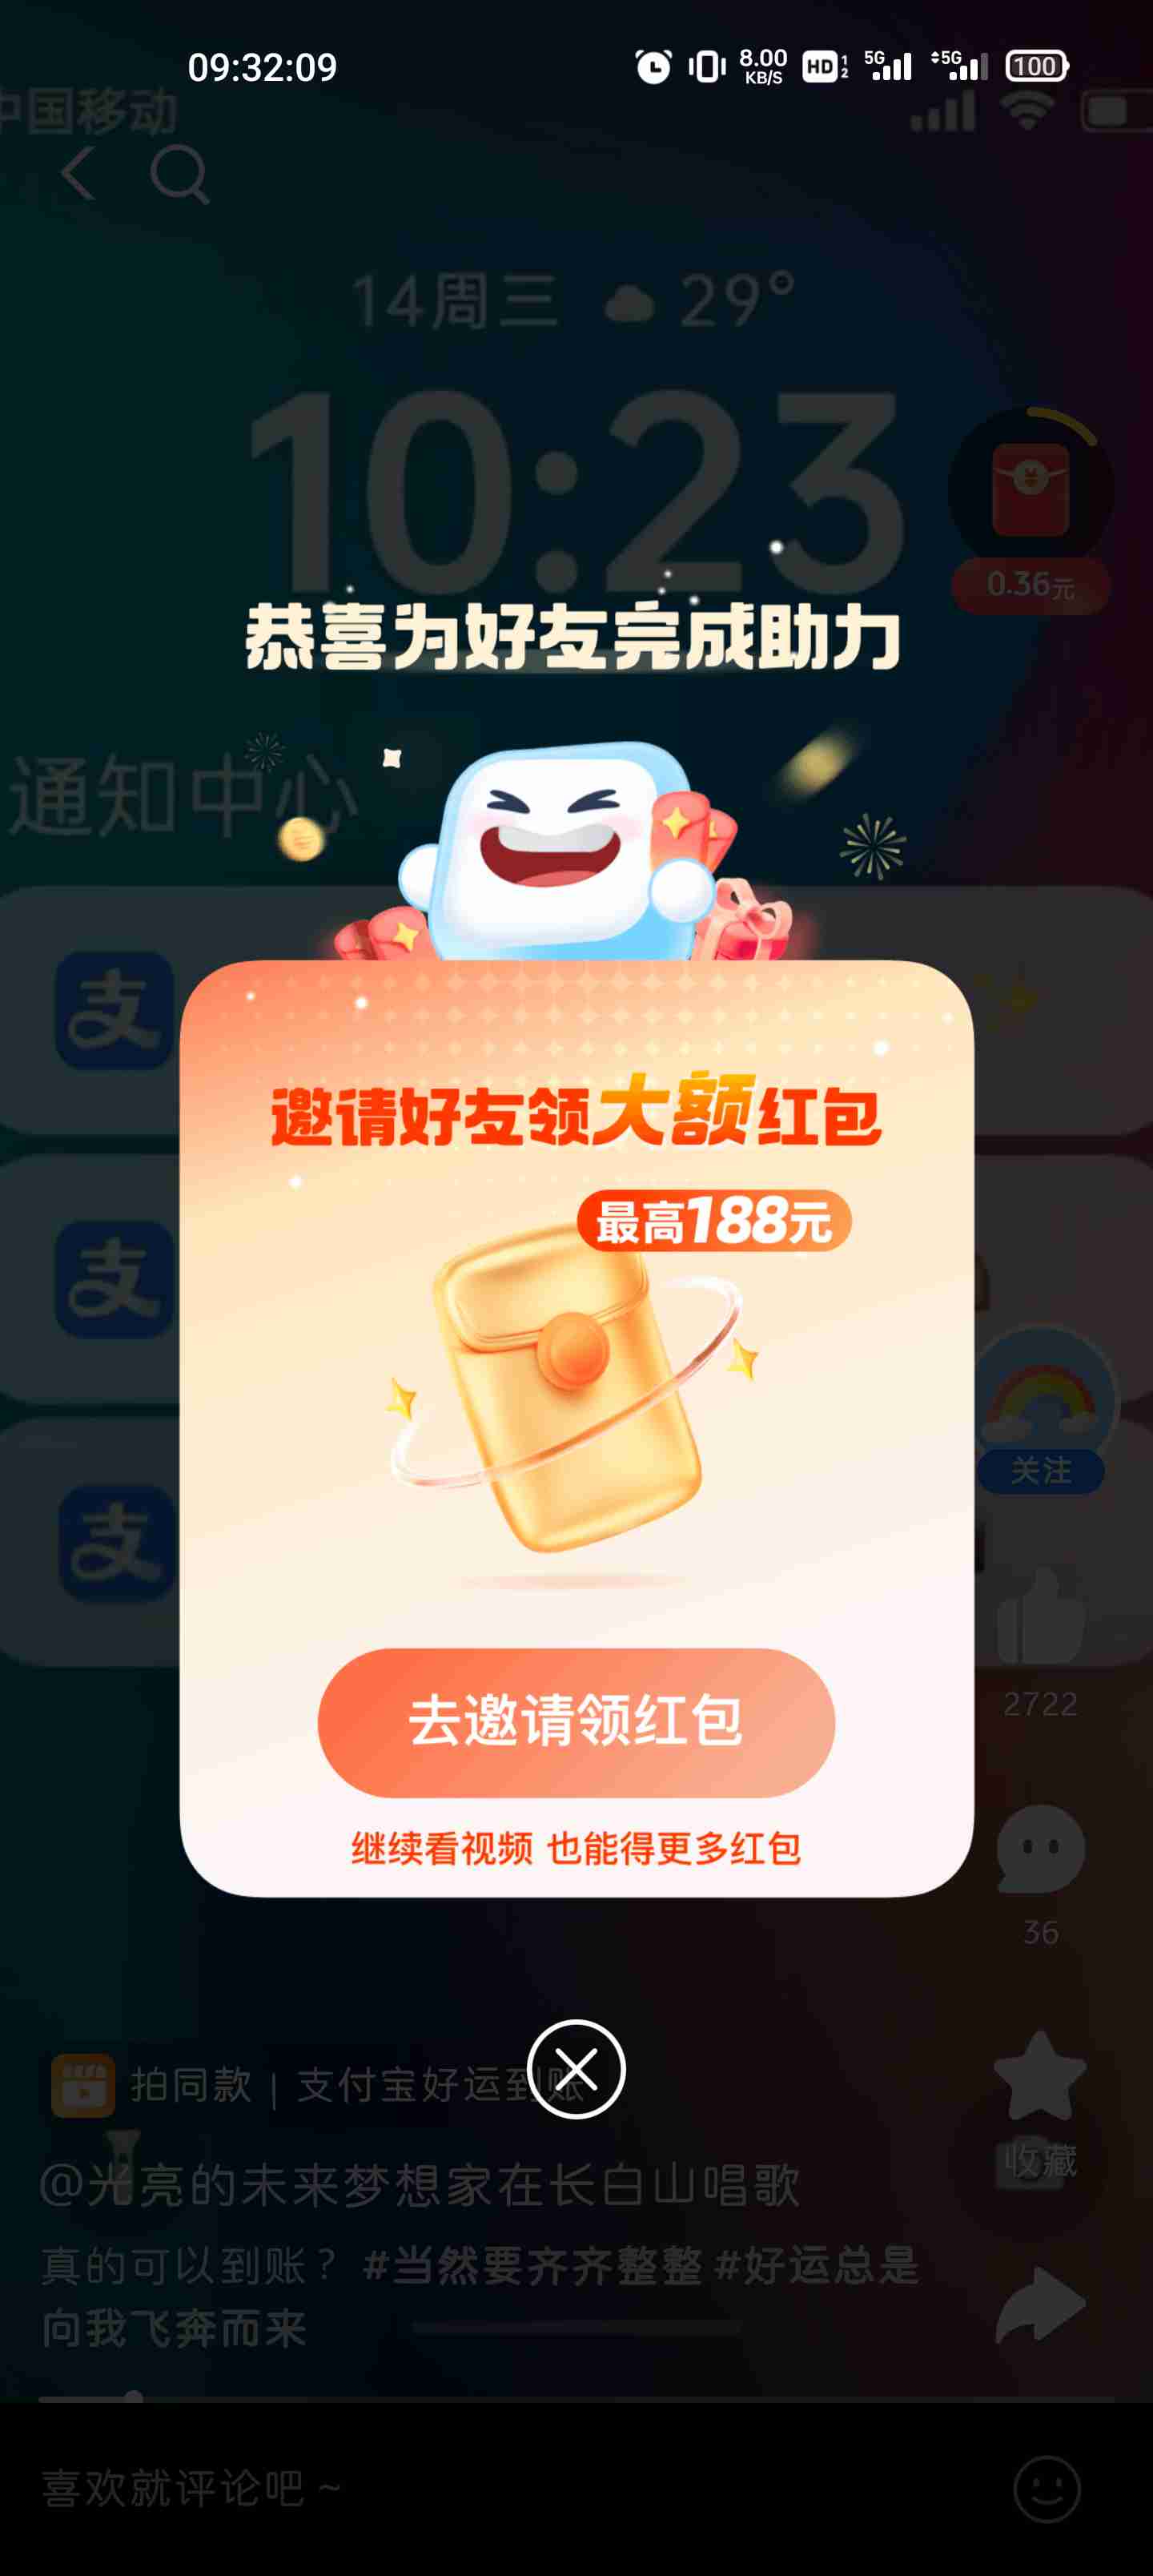 09:32:09
8.00 KB/S
HD 1 2
5G
5G
100
中国移动
14周三 29°
10:23
0.36元
恭喜为好友完成助力
通知中心
支
邀请好友领大额红包
最高188元
支
关注
支
去邀请领红包
2722
继续看视频 也能得更多红包
36
拍同款 | 支付宝好运到账
收藏
@光亮的未来梦想家在长白山唱歌
真的可以到账？ #当然要齐齐整整 #好运总是
向我飞奔而来
喜欢就评论吧 ~